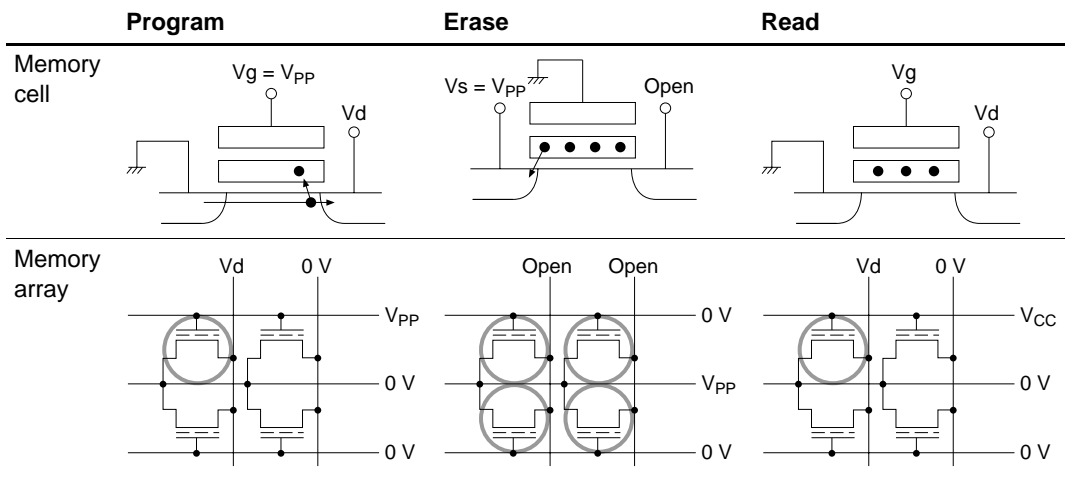 Program Erase Read
Memory
cell
Vg = VPP
Vd
Vs = VPP
Open
Vg
Vd
Memory
array
Vd 0 V
VPP
0 V
0 V
Open Open
0 V
VPP
0 V
Vd 0 V
VCC
0 V
0 V